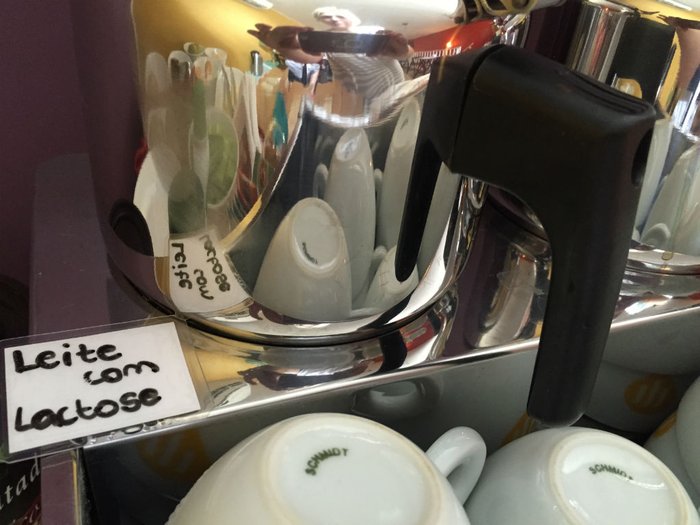 Leite
com
Lactose
SCHMIDT
SCHMIDT